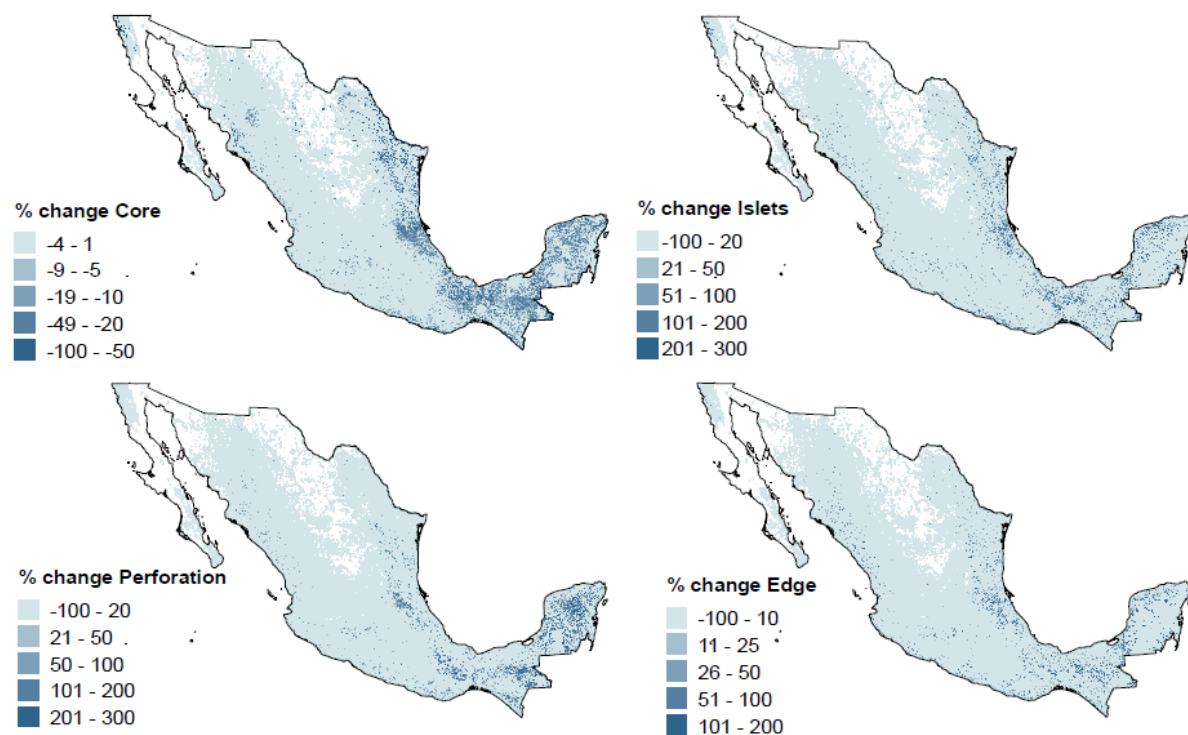 % change Core
-4 - 1
-9 - -5
-19 - -10
-49 - -20
-100 - -50
% change Islets
-100 - 20
21 - 50
51 - 100
101 - 200
201 - 300
% change Perforation
-100 - 20
21 - 50
50 - 100
101 - 200
201 - 300
% change Edge
-100 - 10
11 - 25
26 - 50
51 - 100
101 - 200